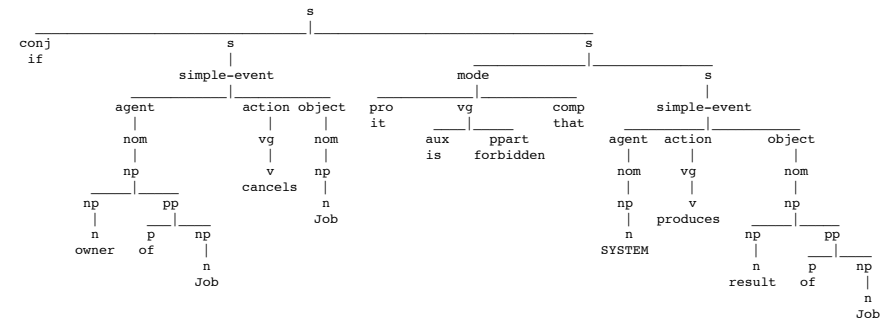 s
conj s s
if
simple-event mode s
agent action object pro vg comp simple-event
it that
nom vg nom aux ppart agent action object
is forbidden
np v np nom vg nom
cancels
np pp n np v np
Job produces
n p np n np pp
owner of SYSTEM
n n p np
Job result of
n
Job